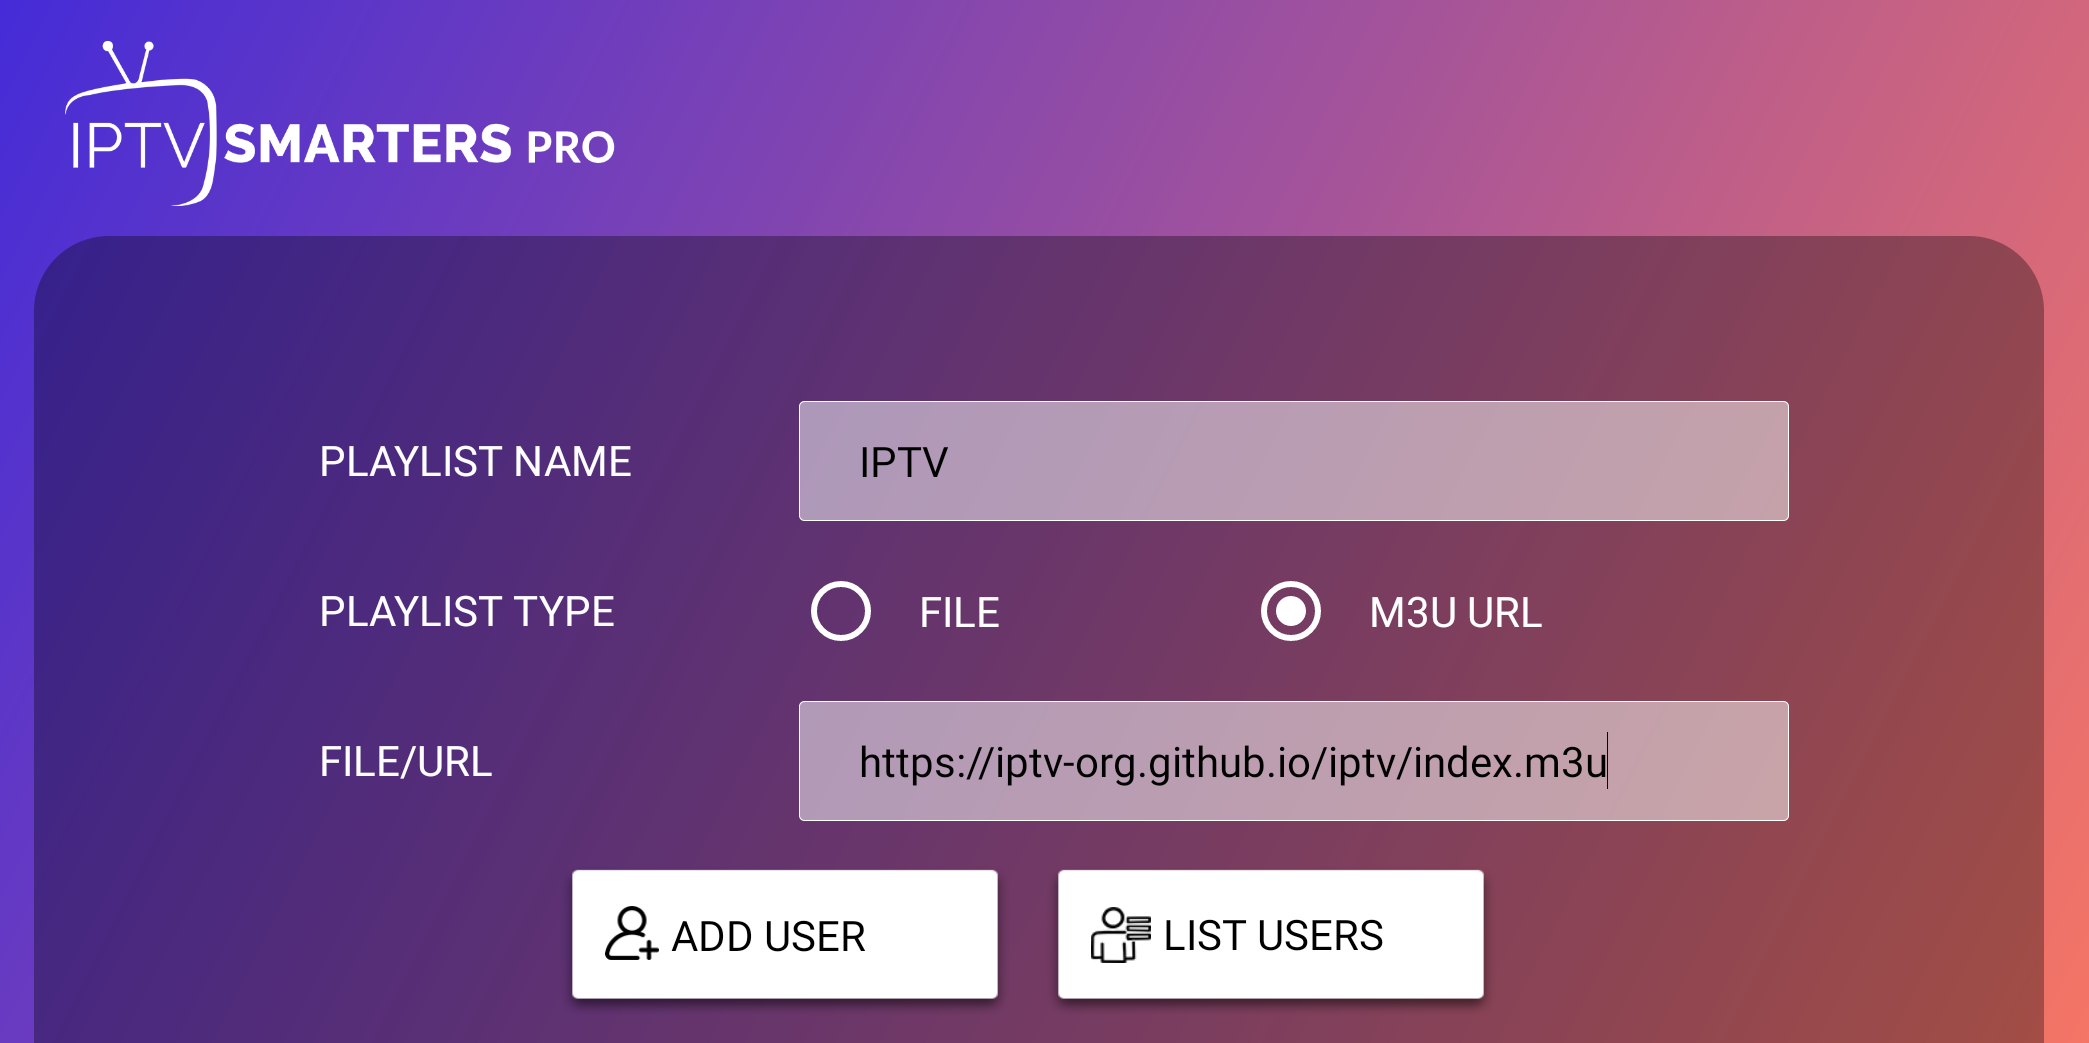 IPTV SMARTERS PRO
PLAYLIST NAME IPTV
PLAYLIST TYPE FILE M3U URL
FILE/URL https://iptv-org.github.io/iptv/index.m3u
ADD USER LIST USERS